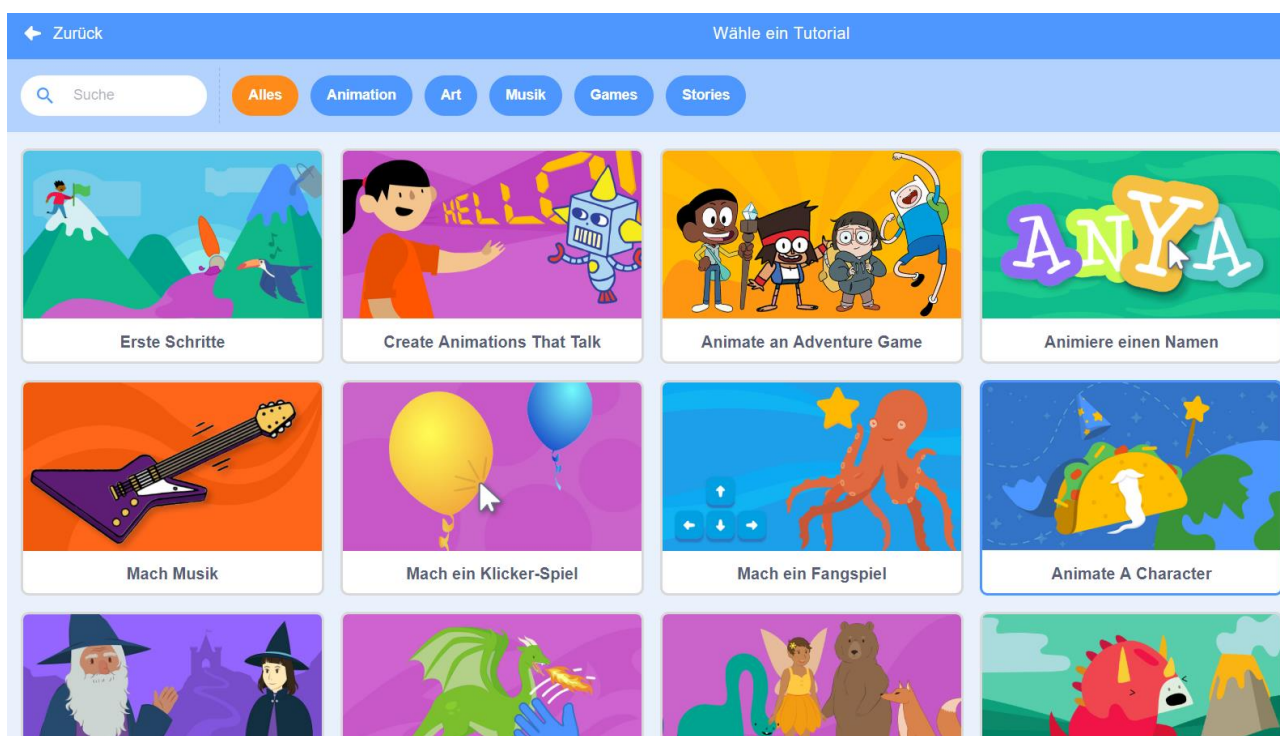 Zurück
Wähle ein Tutorial
Suche
Alles
Animation
Art
Musik
Games
Stories
HELLO
ANYA
Erste Schritte
Create Animations That Talk
Animate an Adventure Game
Animiere einen Namen
Mach Musik
Mach ein Klicker-Spiel
Mach ein Fangspiel
Animate A Character